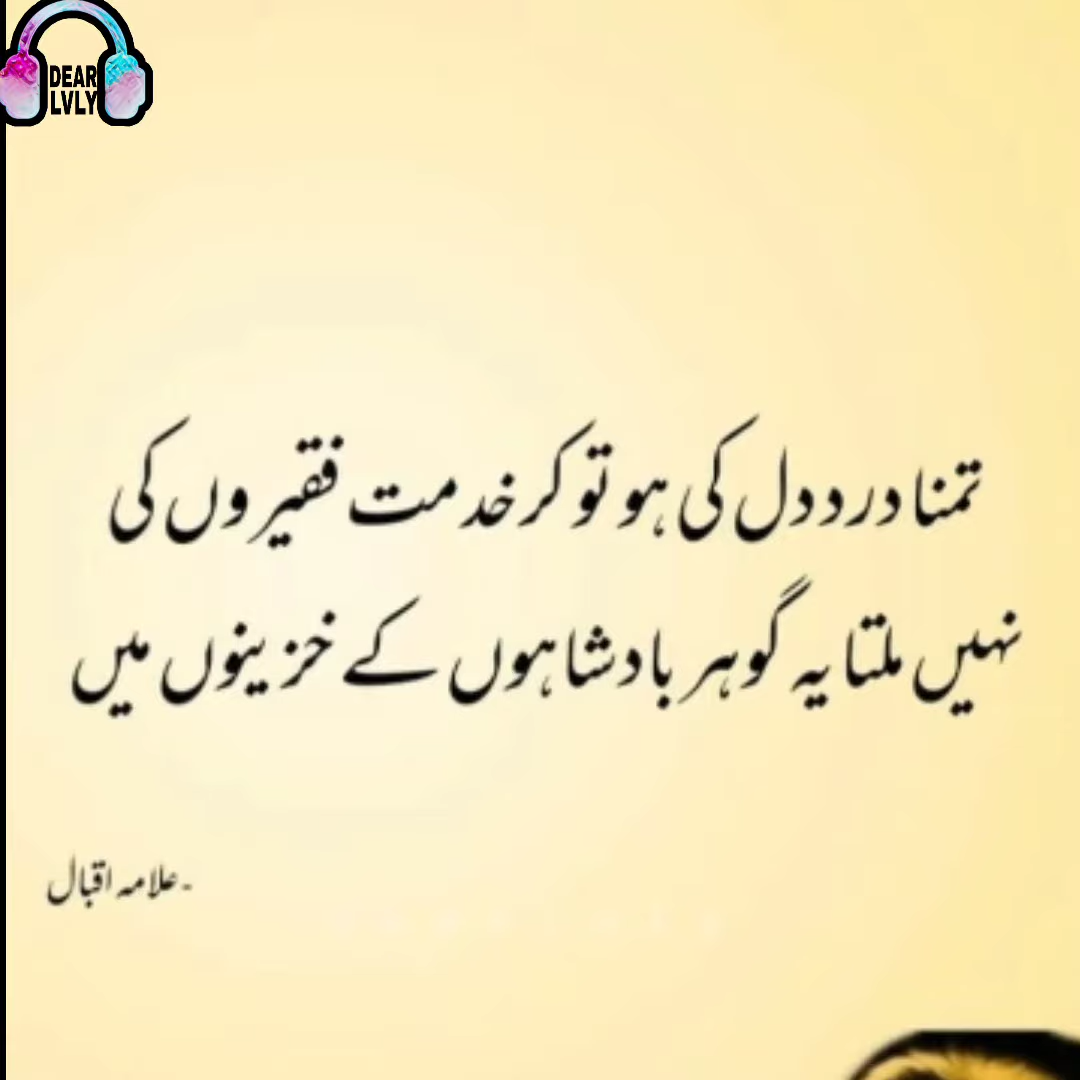 DEAR
LVLY
تمنا درد دل کی ہو تو کر خدمت فقیروں کی
نہیں ملتا یہ گوہر بادشاہوں کے خزینوں میں
-علامہ اقبال